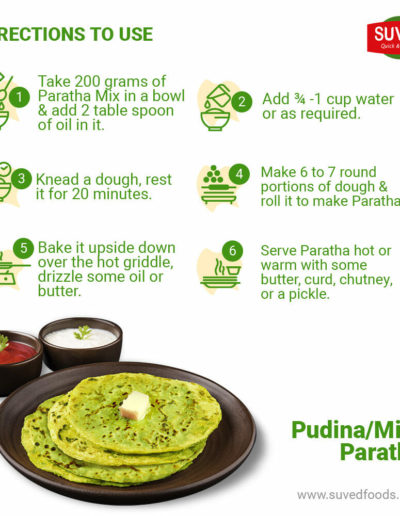 RECTIONS TO USE
SUVE
Quick &
1
Take 200 grams of
Paratha Mix in a bowl
& add 2 table spoon
of oil in it.
2
Add ¾ -1 cup water
or as required.
3
Knead a dough, rest
it for 20 minutes.
4
Make 6 to 7 round
portions of dough &
roll it to make Paratha
5
Bake it upside down
over the hot griddle,
drizzle some oil or
butter.
6
Serve Paratha hot or
warm with some
butter, curd, chutney,
or a pickle.
Pudina/Mi
Parath
www.suvedfoods.